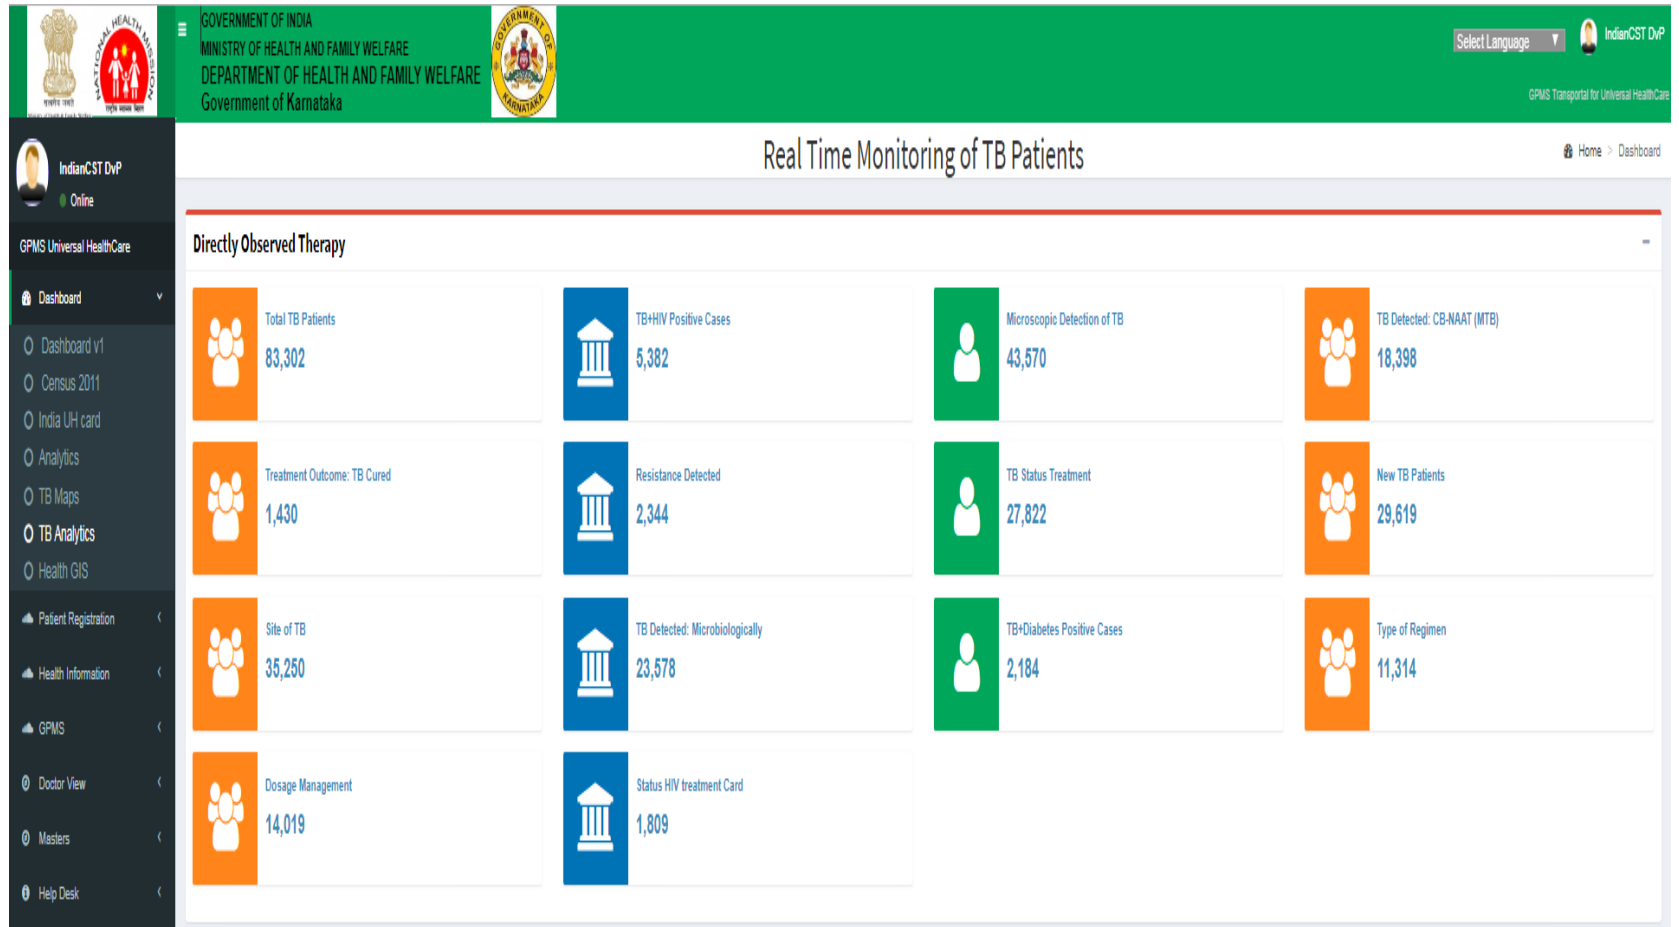 NATIONAL HEALTH MISSION
GOVERNMENT OF INDIA
MINISTRY OF HEALTH AND FAMILY WELFARE
DEPARTMENT OF HEALTH AND FAMILY WELFARE
Government of Karnataka
GOVERNMENT OF
KARNATAKA
Select Language
IndianCST DvP
GPMS Transportal for Universal HealthCare
IndianCST DvP
Online
GPMS Universal HealthCare
Dashboard
Dashboard v1
Census 2011
India UH card
Analytics
TB Maps
TB Analytics
Health GIS
Patient Registration
Health Information
GPMS
Doctor View
Masters
Help Desk
Real Time Monitoring of TB Patients
Home > Dashboard
Directly Observed Therapy
Total TB Patients
83,302
TB+HIV Positive Cases
5,382
Microscopic Detection of TB
43,570
TB Detected: CB-NAAT (MTB)
18,398
Treatment Outcome: TB Cured
1,430
Resistance Detected
2,344
TB Status Treatment
27,822
New TB Patients
29,619
Site of TB
35,250
TB Detected: Microbiologically
23,578
TB+Diabetes Positive Cases
2,184
Type of Regimen
11,314
Dosage Management
14,019
Status HIV treatment Card
1,809